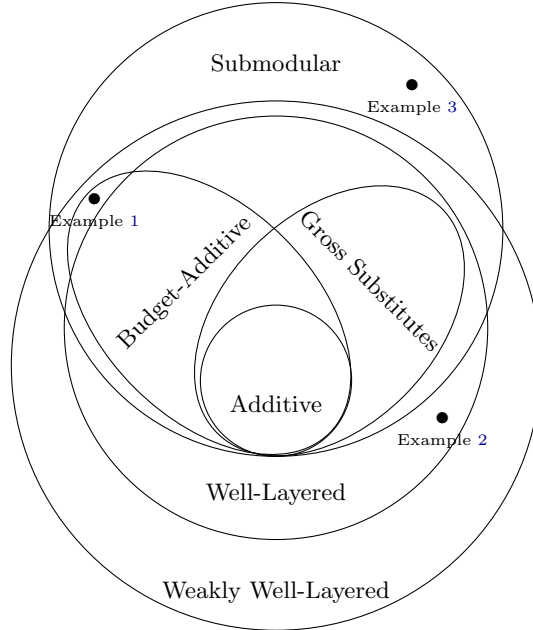 Submodular
Example 3
Example 1
Budget-Additive
Gross Substitutes
Additive
Example 2
Well-Layered
Weakly Well-Layered